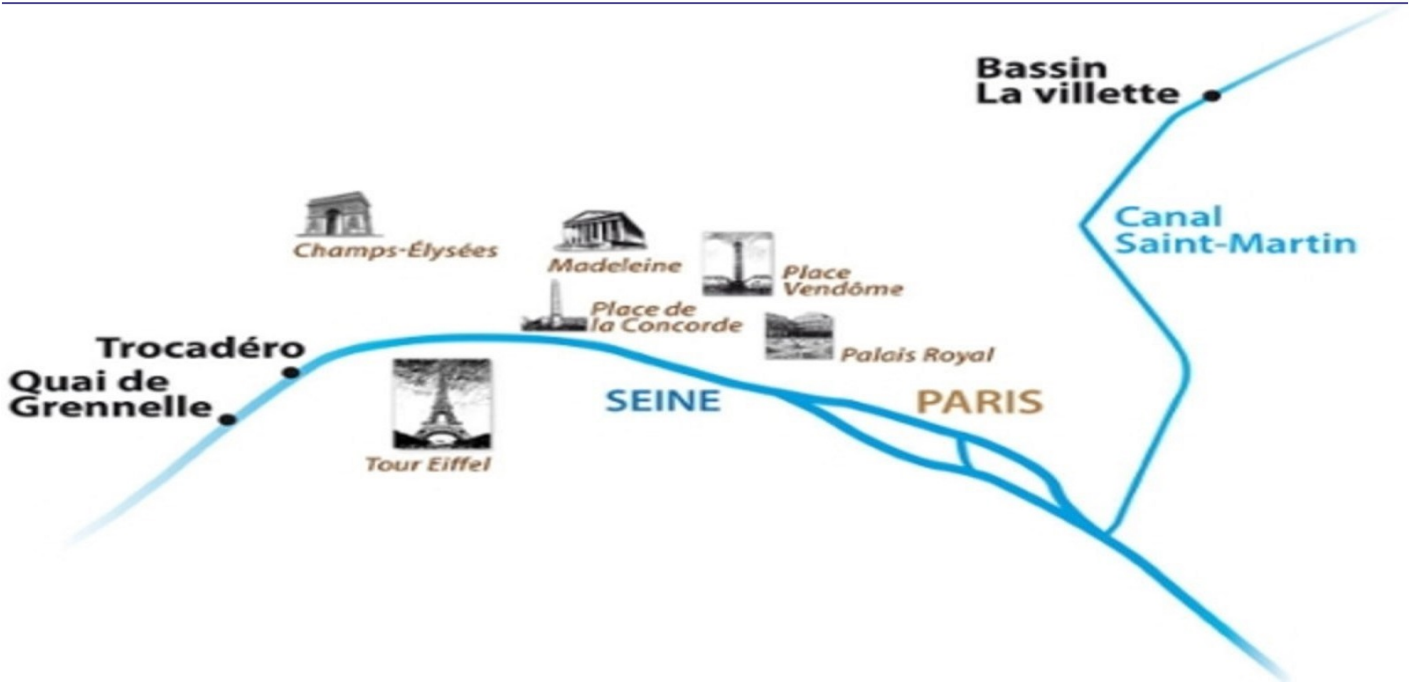 Bassin
La villette
Canal
Saint-Martin
Champs-Élysées
Madeleine
Place
Vendôme
Place de
la Concorde
Trocadéro
Palais Royal
Quai de
Grennelle
SEINE
PARIS
Tour Eiffel